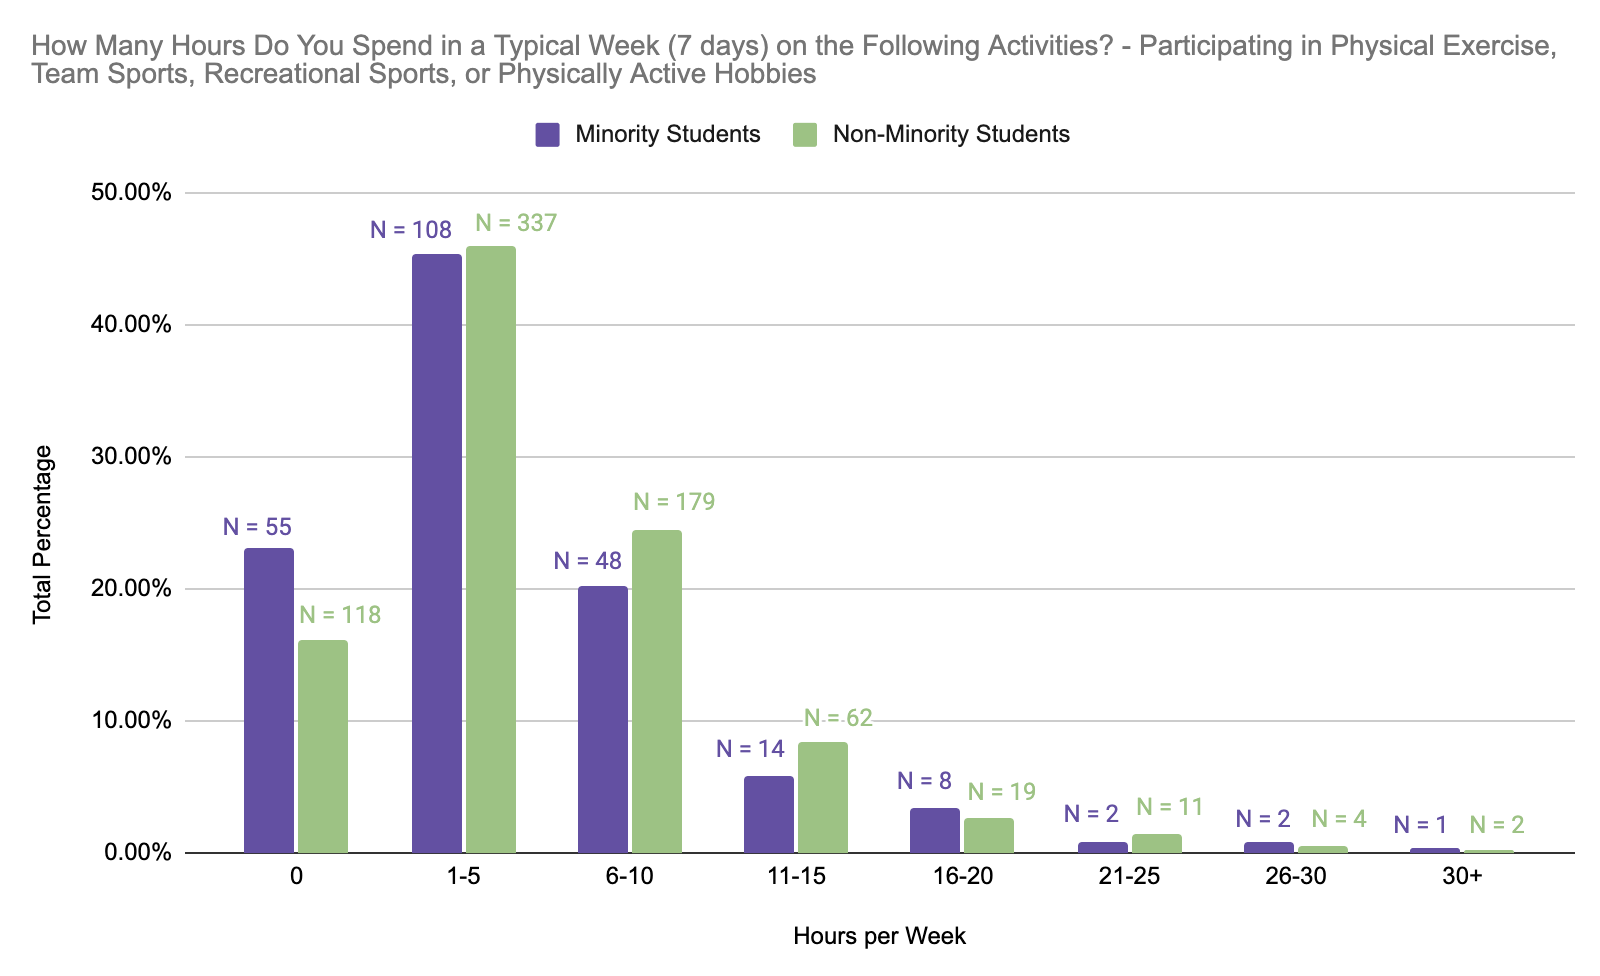 How Many Hours Do You Spend in a Typical Week (7 days) on the Following Activities? - Participating in Physical Exercise,
Team Sports, Recreational Sports, or Physically Active Hobbies
Minority Students
Non-Minority Students
50.00%
40.00%
30.00%
20.00%
10.00%
0.00%
Total Percentage
N = 55
N = 118
N = 108
N = 337
N = 48
N = 179
N = 14
N = 62
N = 8
N = 19
N = 2
N = 11
N = 2
N = 4
N = 1
N = 2
0
1-5
6-10
11-15
16-20
21-25
26-30
30+
Hours per Week